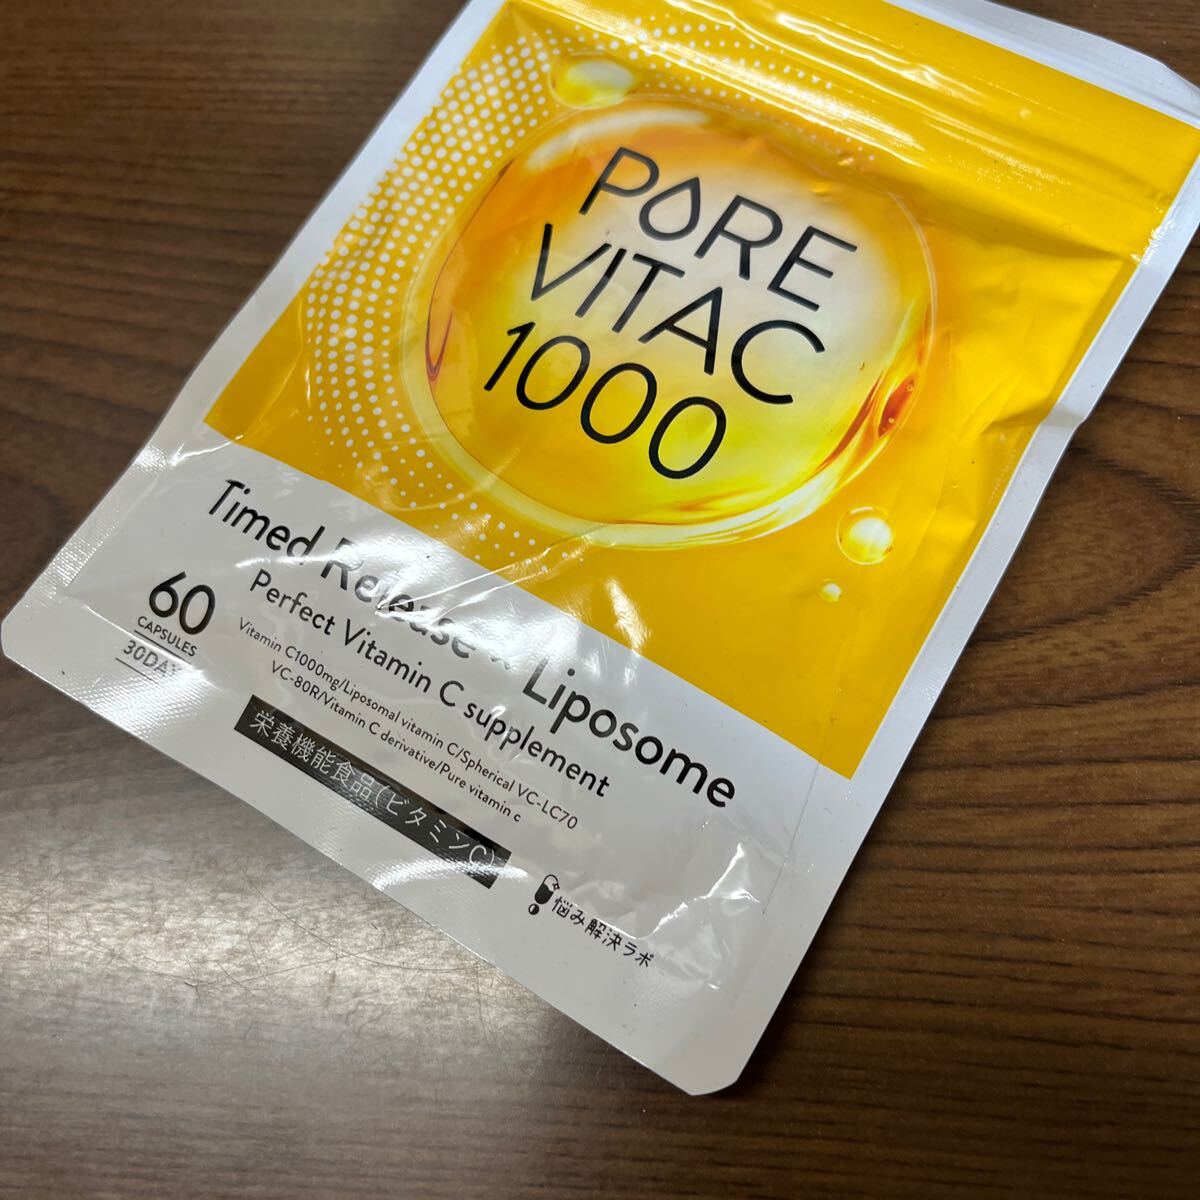 PORE
VITAC
1000
Timed Release × Liposome
Perfect Vitamin C supplement
Vitamin C1000mg/Liposomal vitamin C/Spherical VC-LC70
VC-80R/Vitamin C derivative/Pure vitamin c
60
CAPSULES
30DAY
栄養機能食品(ビタミンC)
悩み解決ラボ